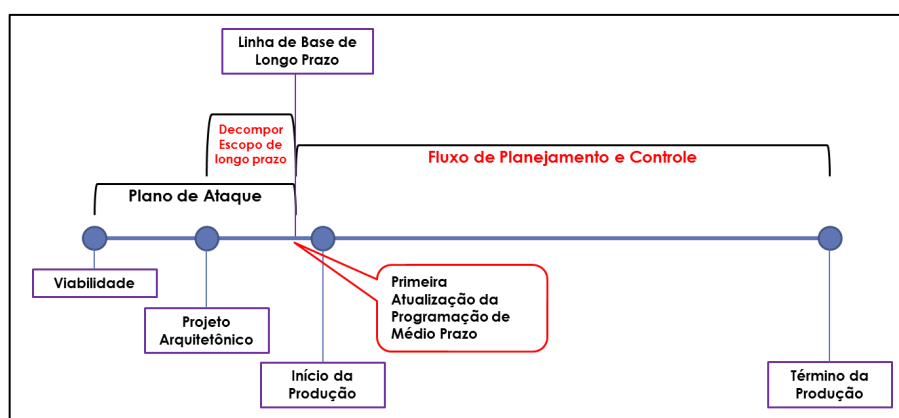 Linha de Base de
Longo Prazo
Decompor
Escopo de
longo prazo
Fluxo de Planejamento e Controle
Plano de Ataque
Viabilidade
Projeto
Arquitetônico
Início da
Produção
Primeira
Atualização da
Programação de
Médio Prazo
Término da
Produção